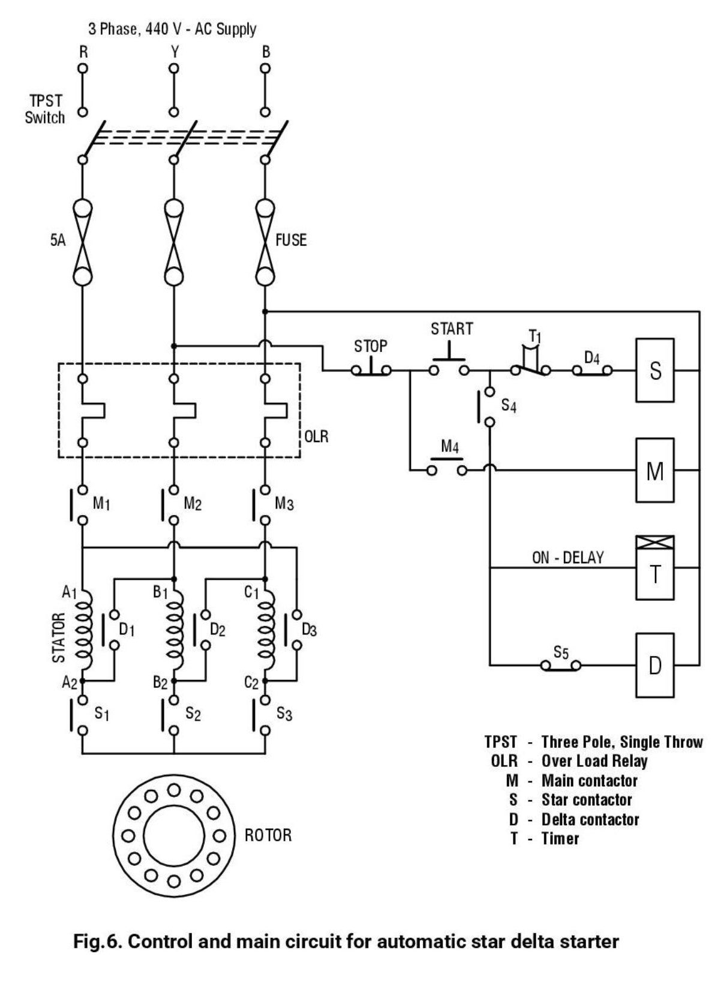 3 Phase, 440 V - AC Supply
R Y B
TPST
Switch
5A FUSE
START
STOP
T1
D4
S
S4
OLR
M4
M
M1 M2 M3
ON - DELAY
T
A1 B1 C1
STATOR
D1 D2 D3
S5
D
A2 B2 C2
S1 S2 S3
TPST - Three Pole, Single Throw
OLR - Over Load Relay
M - Main contactor
S - Star contactor
D - Delta contactor
T - Timer
ROTOR
Fig.6. Control and main circuit for automatic star delta starter